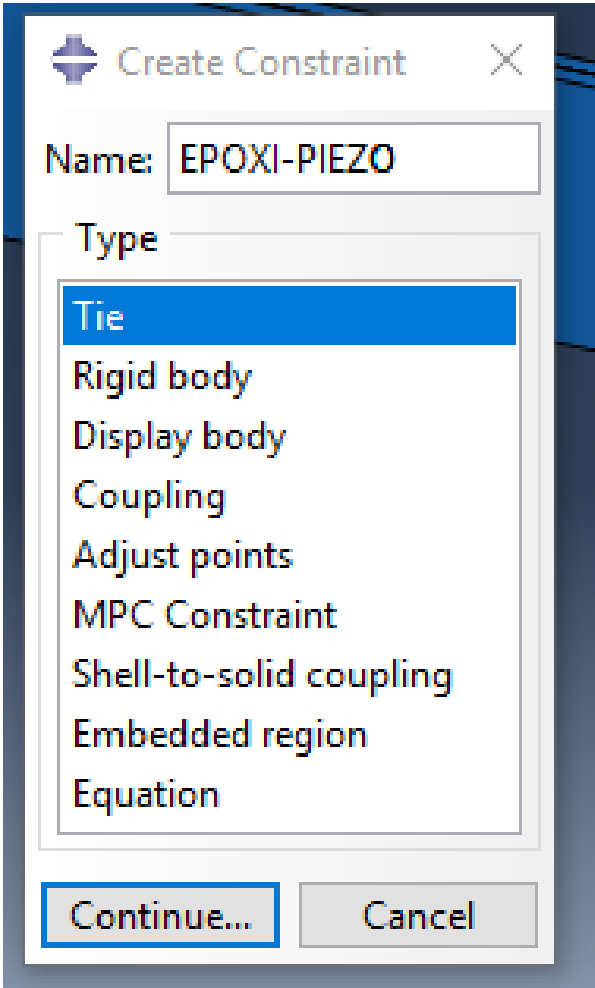 Create Constraint
Name: EPOXI-PIEZO
Type
Tie
Rigid body
Display body
Coupling
Adjust points
MPC Constraint
Shell-to-solid coupling
Embedded region
Equation
Continue... Cancel